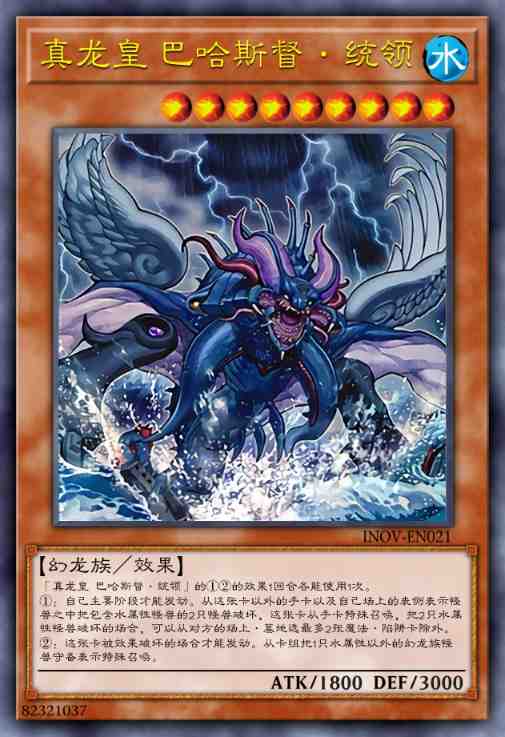 真龙皇 巴哈斯督·统领
水
INOV-EN021
【幻龙族／效果】
「真龙皇 巴哈斯督·统领」的①②的效果1回合各能使用1次。
①：自己主要阶段才能发动。从这张卡以外的手卡以及自己场上的表侧表示怪
兽之中把包含水属性怪兽的2只怪兽破坏，这张卡从手卡特殊召唤，把2只水属
性怪兽破坏的场合，可以从对方的场上·墓地选最多2张魔法·陷阱卡除外。
②：这张卡被效果破坏的场合才能发动。从卡组把1只水属性以外的幻龙族怪
兽守备表示特殊召唤。
ATK/1800 DEF/3000
82321037